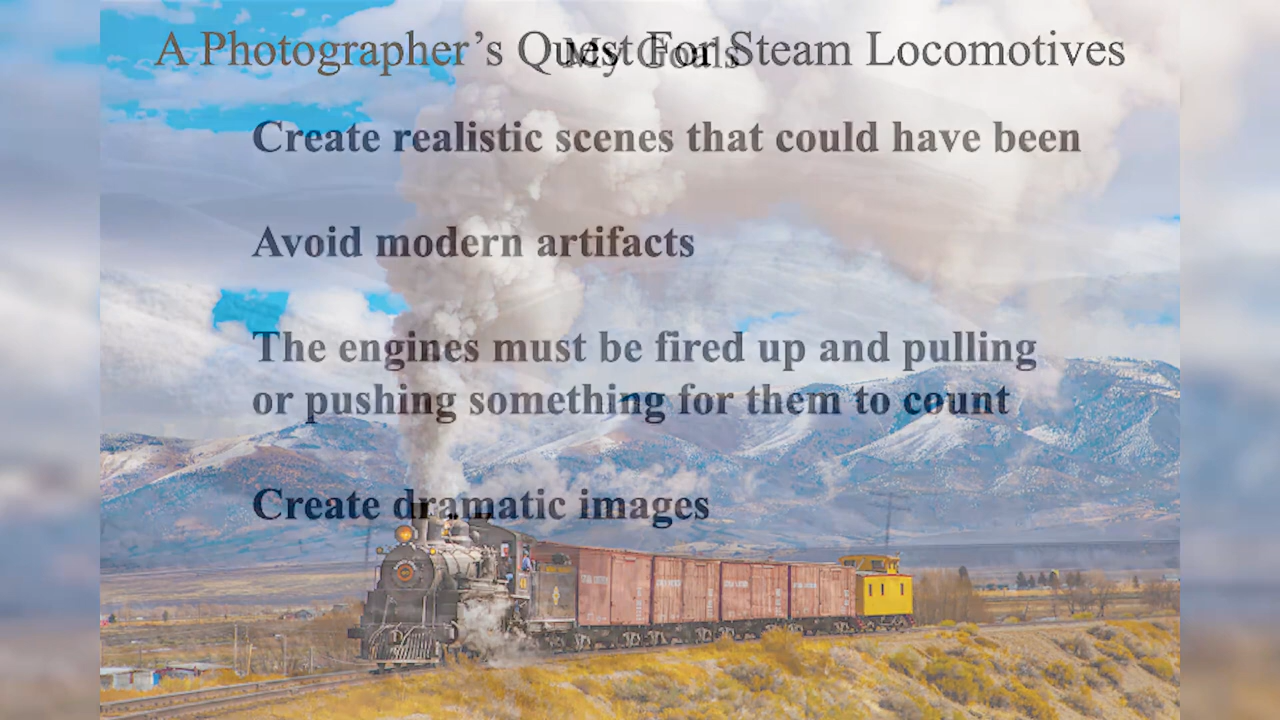 A Photographer's Quest For Steam Locomotives
My Goals
Create realistic scenes that could have been
Avoid modern artifacts
The engines must be fired up and pulling
or pushing something for them to count
Create dramatic images